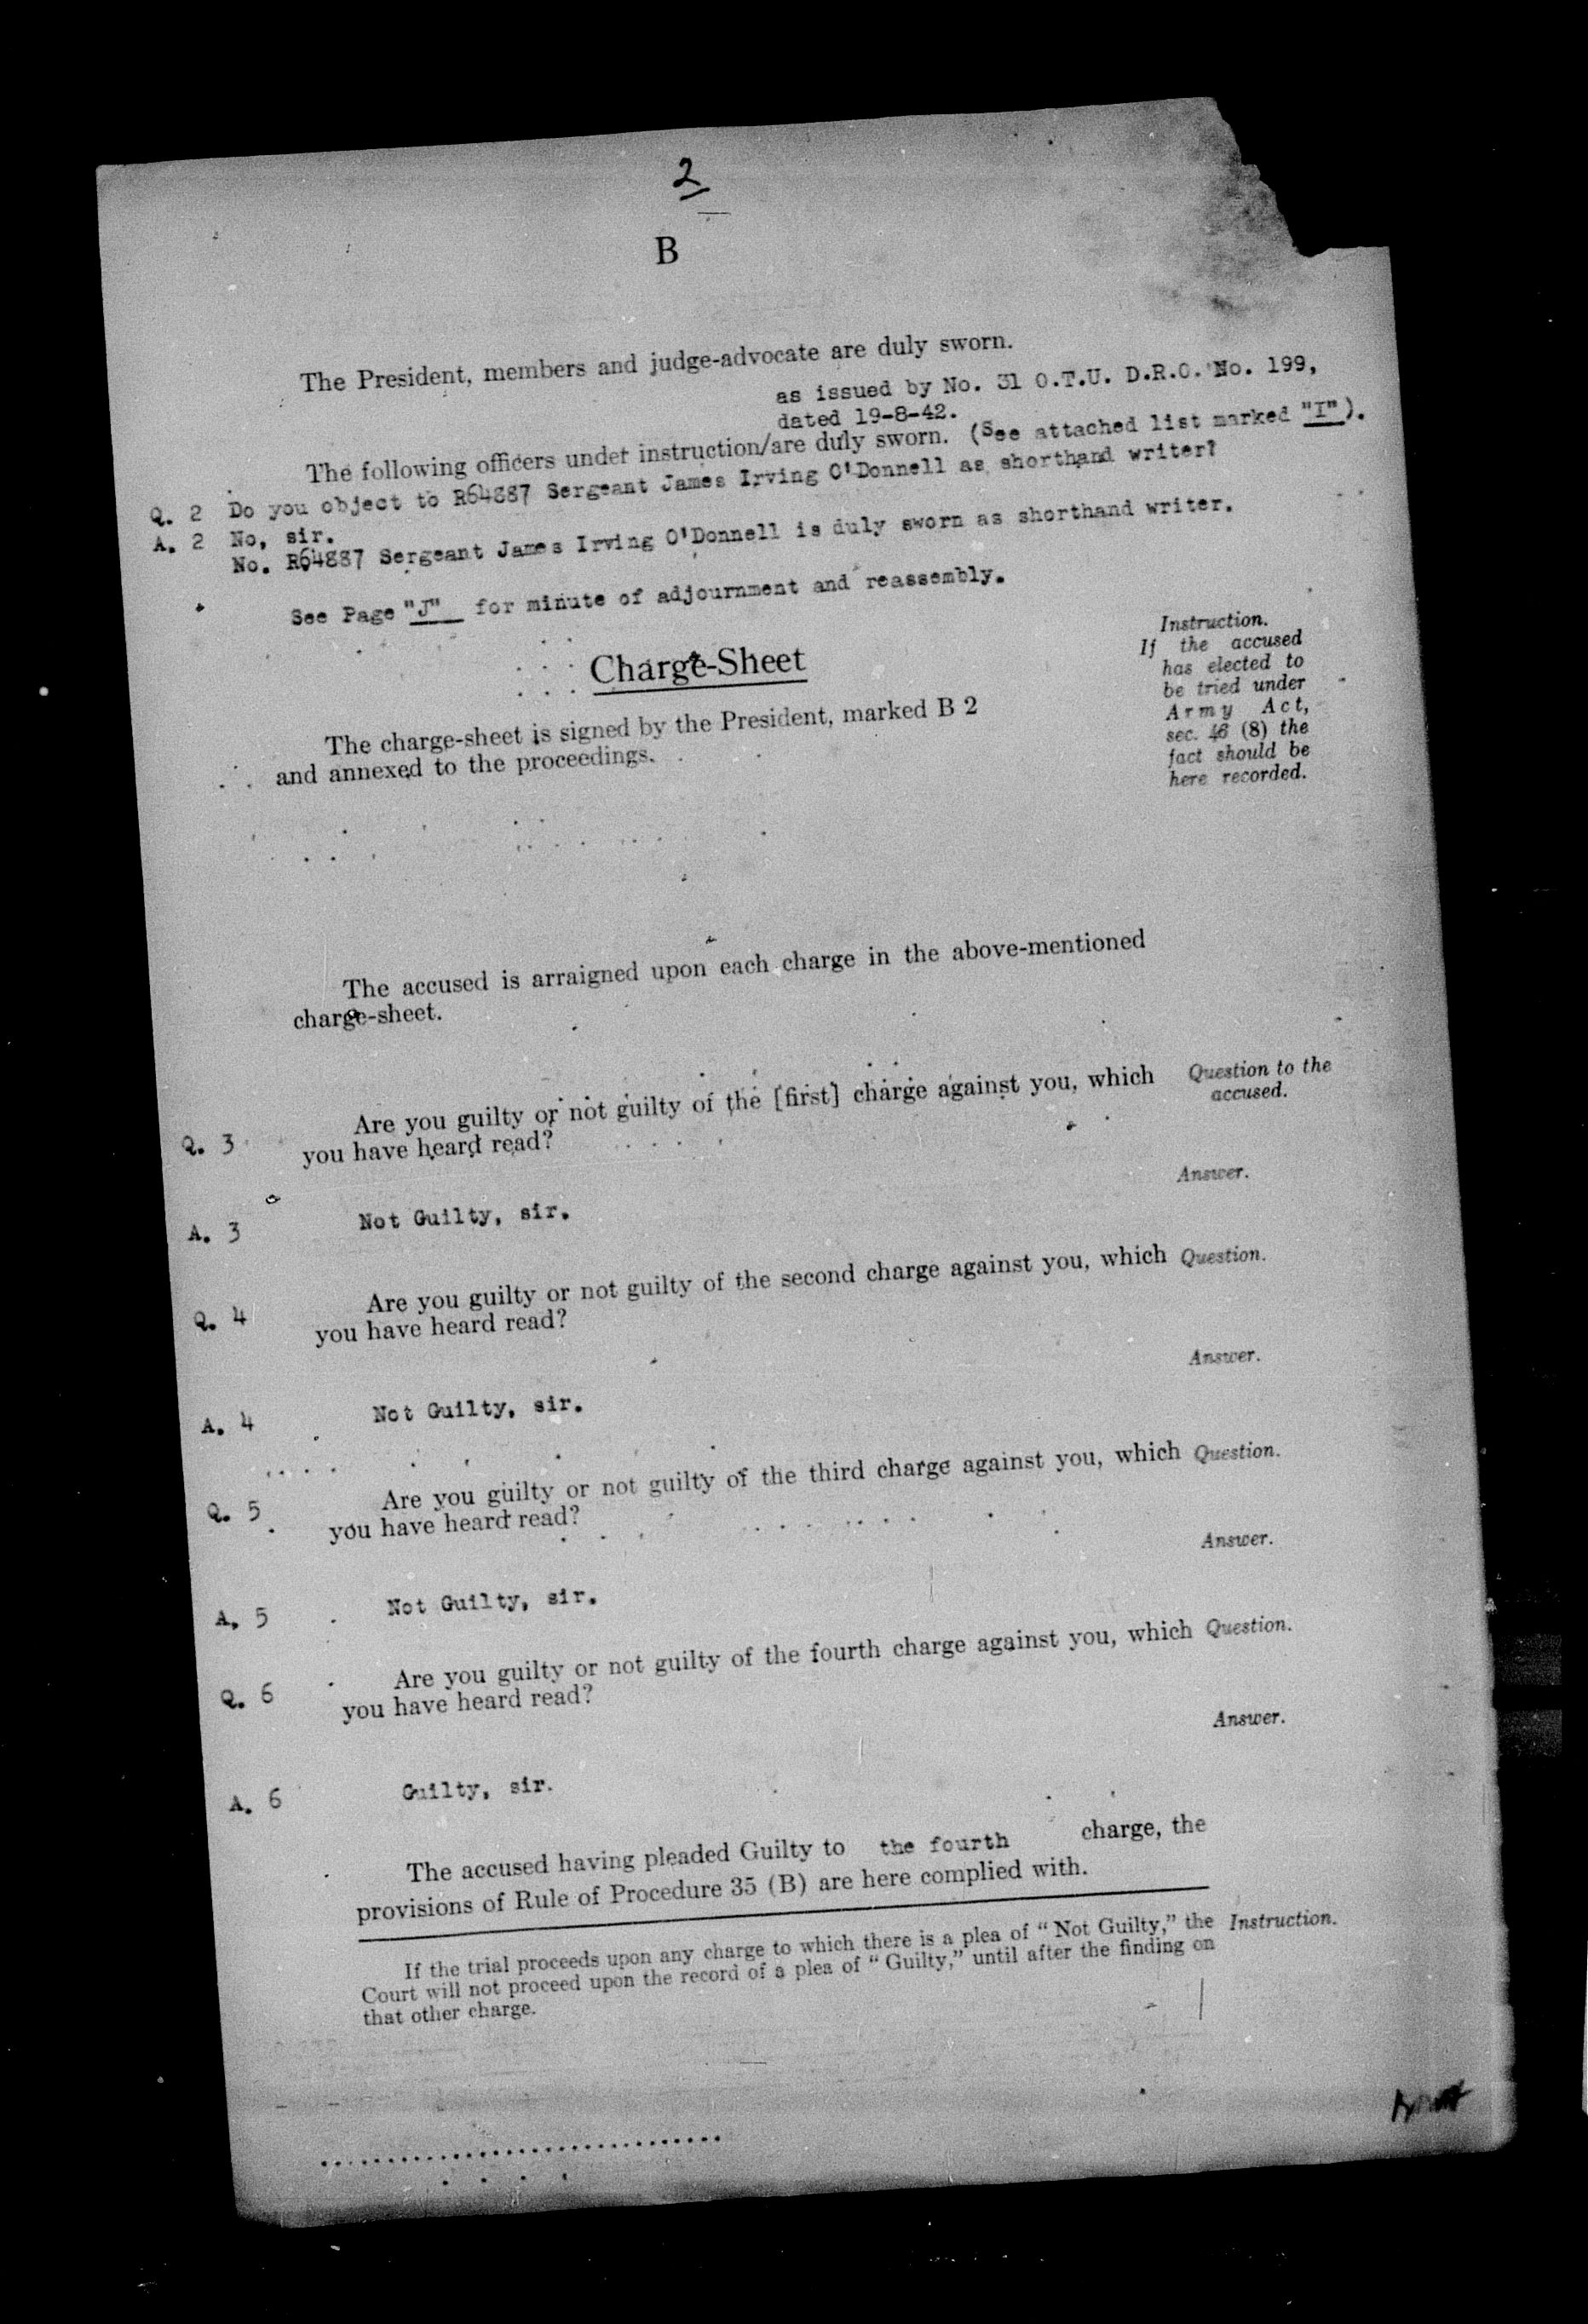 2
B
The President, members and judge-advocate are duly sworn.
as issued by No. 31 O.T.U. D.R.O. No. 199,
dated 19-8-42.
The following officers under instruction/are duly sworn. (See attached list marked "I").
Q. 2 Do you object to R64887 Sergeant James Irving O'Donnell as shorthand writer?
A. 2 No, sir.
No. R64887 Sergeant James Irving O'Donnell is duly sworn as shorthand writer.
See Page "J" for minute of adjournment and reassembly.
Charge-Sheet
Instruction.
If the accused
has elected to
be tried under
Army Act,
sec. 46 (8) the
fact should be
here recorded.
The charge-sheet is signed by the President, marked B 2
and annexed to the proceedings.
The accused is arraigned upon each charge in the above-mentioned
charge-sheet.
Q. 3 Are you guilty or not guilty of the [first] charge against you, which
you have heard read?
Question to the
accused.
Answer.
A. 3 Not Guilty, sir.
Q. 4 Are you guilty or not guilty of the second charge against you, which Question.
you have heard read?
Answer.
A. 4 Not Guilty, sir.
Q. 5 Are you guilty or not guilty of the third charge against you, which Question.
you have heard read?
Answer.
A. 5 Not Guilty, sir.
Q. 6 Are you guilty or not guilty of the fourth charge against you, which Question.
you have heard read?
Answer.
A. 6 Guilty, sir.
The accused having pleaded Guilty to the fourth charge, the
provisions of Rule of Procedure 35 (B) are here complied with.
If the trial proceeds upon any charge to which there is a plea of “Not Guilty,” the Instruction.
Court will not proceed upon the record of a plea of “Guilty,” until after the finding on
that other charge.